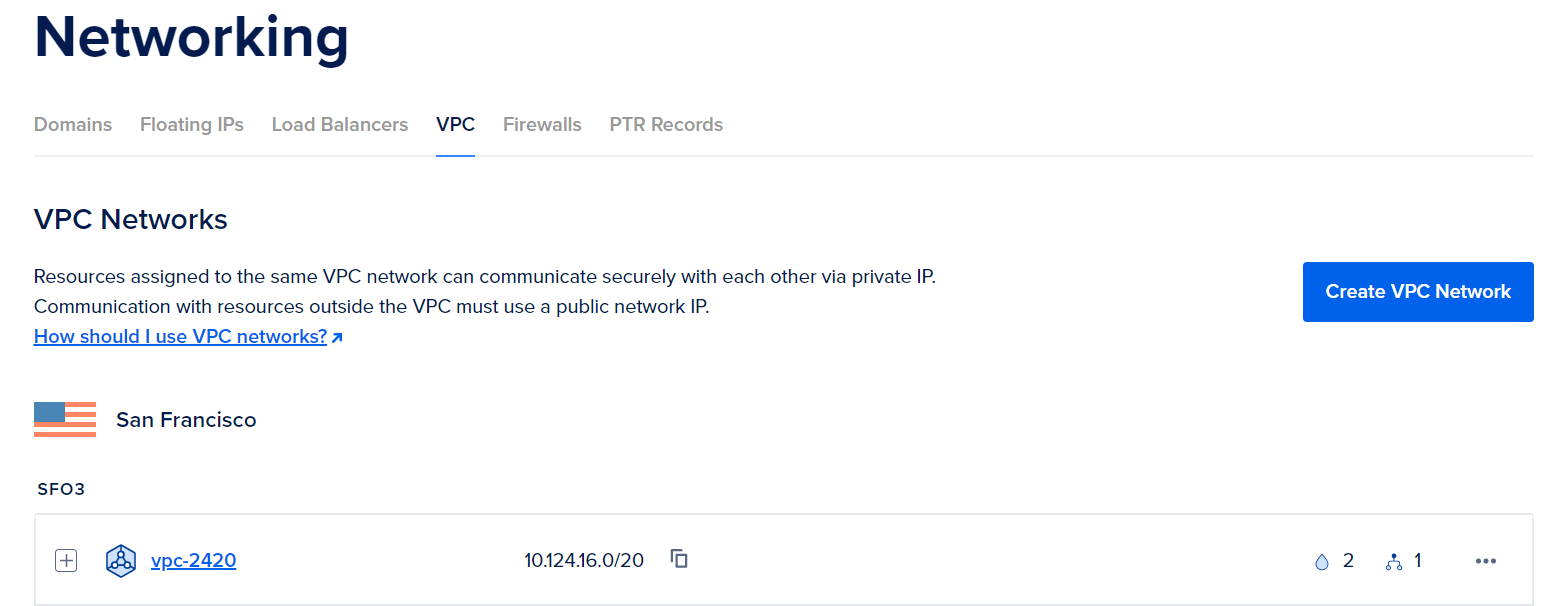 Networking
Domains Floating IPs Load Balancers VPC Firewalls PTR Records
VPC Networks
Resources assigned to the same VPC network can communicate securely with each other via private IP.
Communication with resources outside the VPC must use a public network IP.
How should I use VPC networks?
Create VPC Network
San Francisco
SFO3
vpc-2420 10.124.16.0/20 2 1